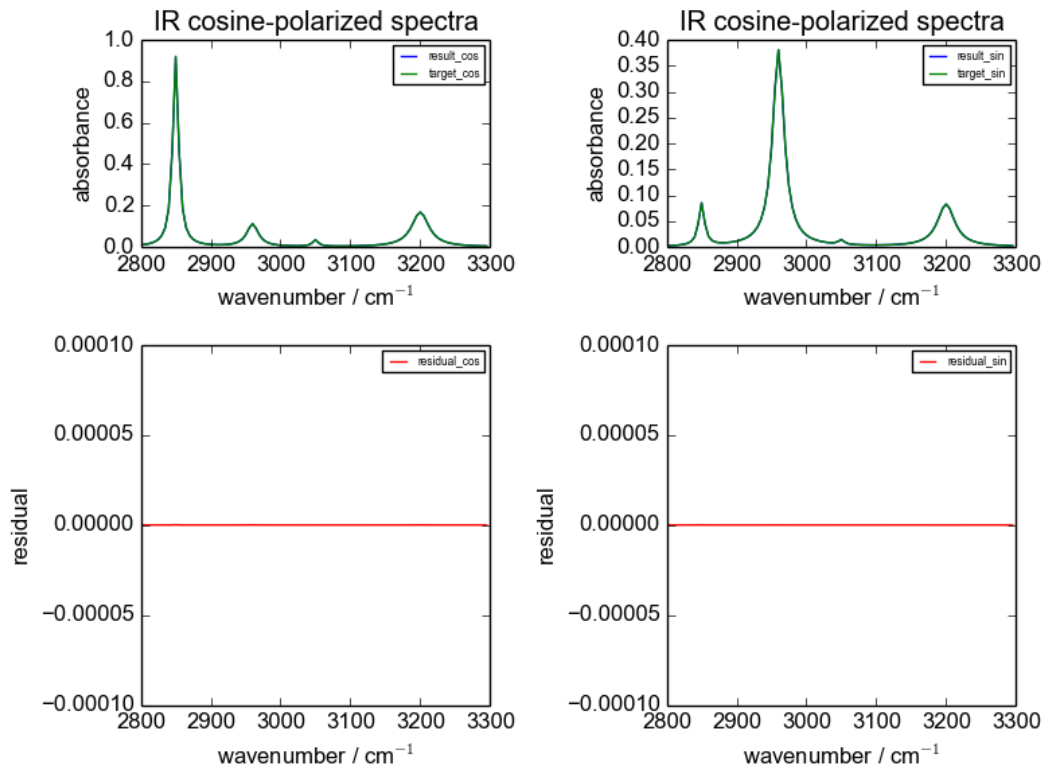 IR cosine-polarized spectra
1.0
0.8
0.6
0.4
0.2
0.0
absorbance
result_cos
target_cos
2800 2900 3000 3100 3200 3300
wavenumber / cm⁻¹
IR cosine-polarized spectra
0.40
0.35
0.30
0.25
0.20
0.15
0.10
0.05
0.00
absorbance
result_sin
target_sin
2800 2900 3000 3100 3200 3300
wavenumber / cm⁻¹
0.00010
0.00005
0.00000
−0.00005
−0.00010
residual
residual_cos
2800 2900 3000 3100 3200 3300
wavenumber / cm⁻¹
0.00010
0.00005
0.00000
−0.00005
−0.00010
residual
residual_sin
2800 2900 3000 3100 3200 3300
wavenumber / cm⁻¹